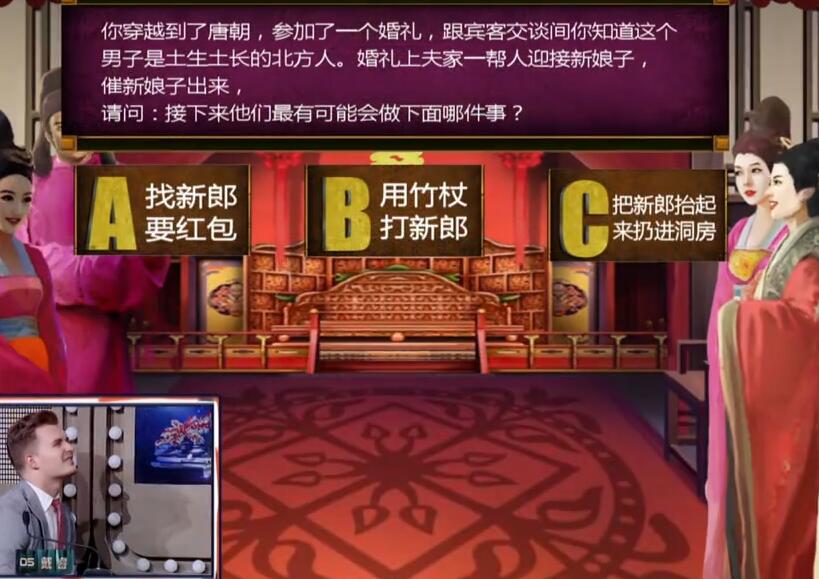 你穿越到了唐朝，参加了一个婚礼，跟宾客交谈间你知道这个
男子是土生土长的北方人。婚礼上夫家一帮人迎接新娘子，
催新娘子出来，
请问：接下来他们最有可能会做下面哪件事？
A 找新郎
要红包
B 用竹杖
打新郎
C 把新郎抬起
来扔进洞房
D5 戴睿